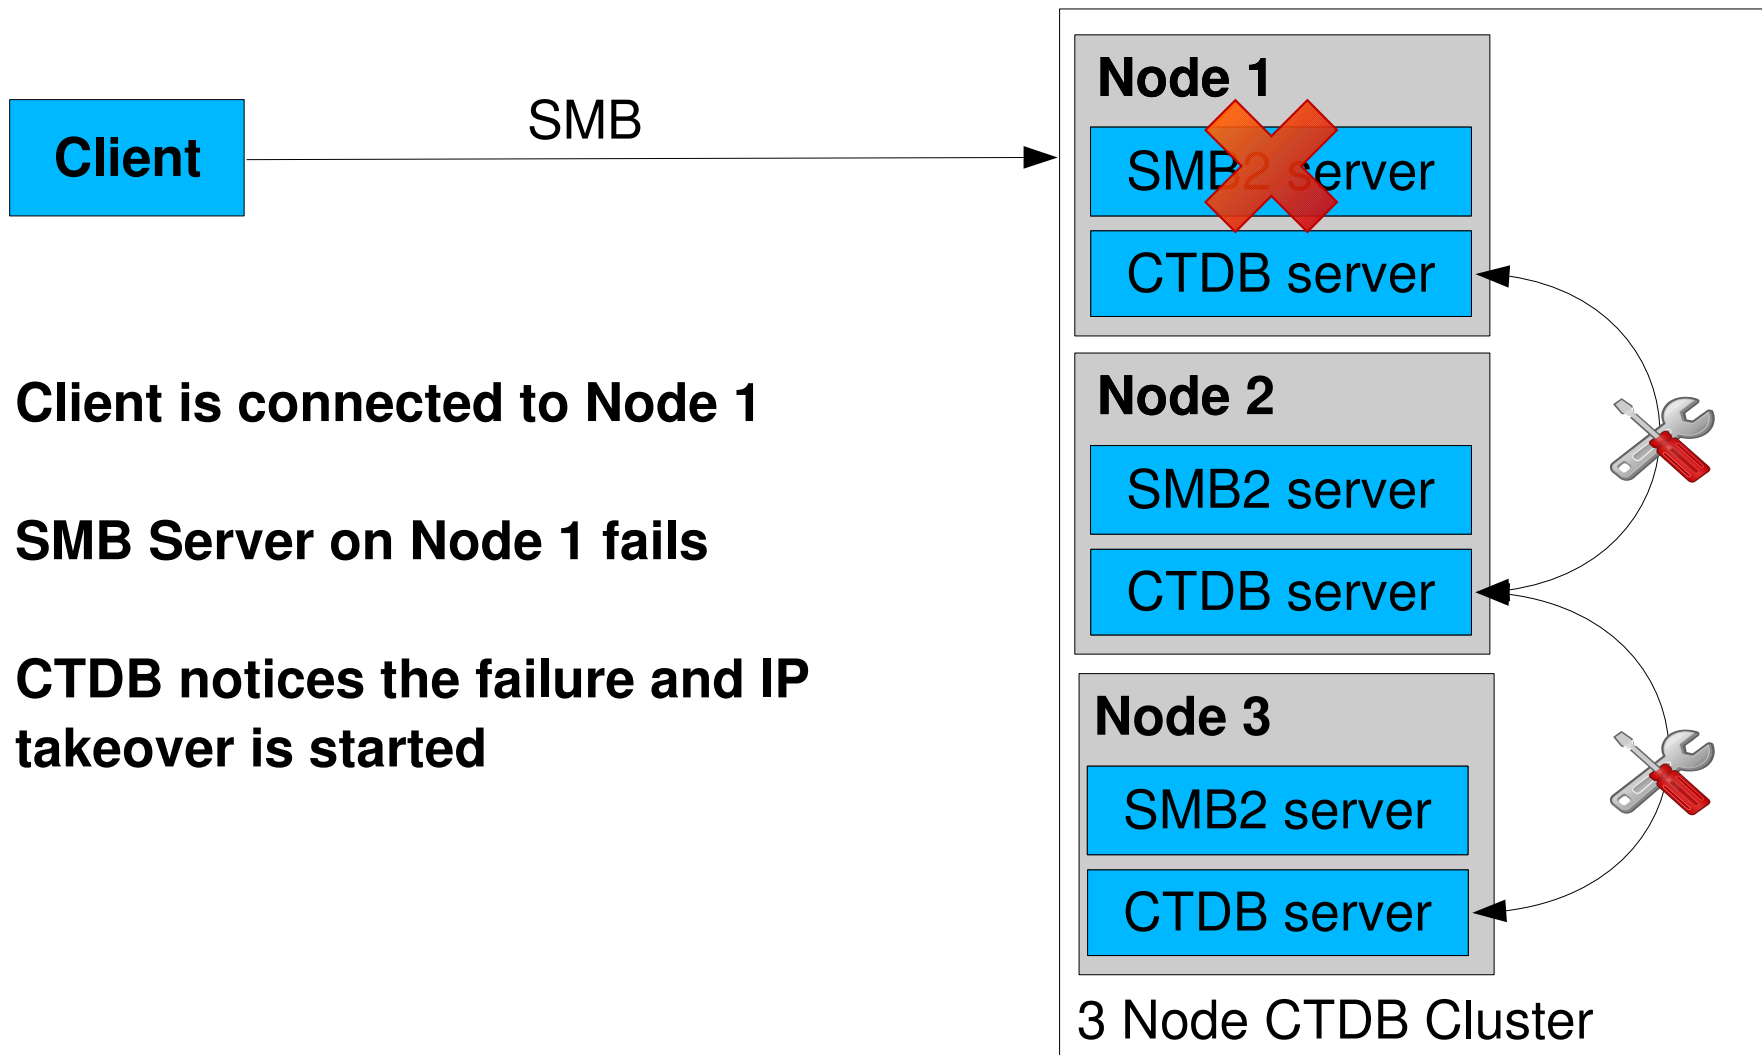 Client
SMB
Node 1
SMB2 server
CTDB server
Client is connected to Node 1
SMB Server on Node 1 fails
CTDB notices the failure and IP
takeover is started
Node 2
SMB2 server
CTDB server
Node 3
SMB2 server
CTDB server
3 Node CTDB Cluster